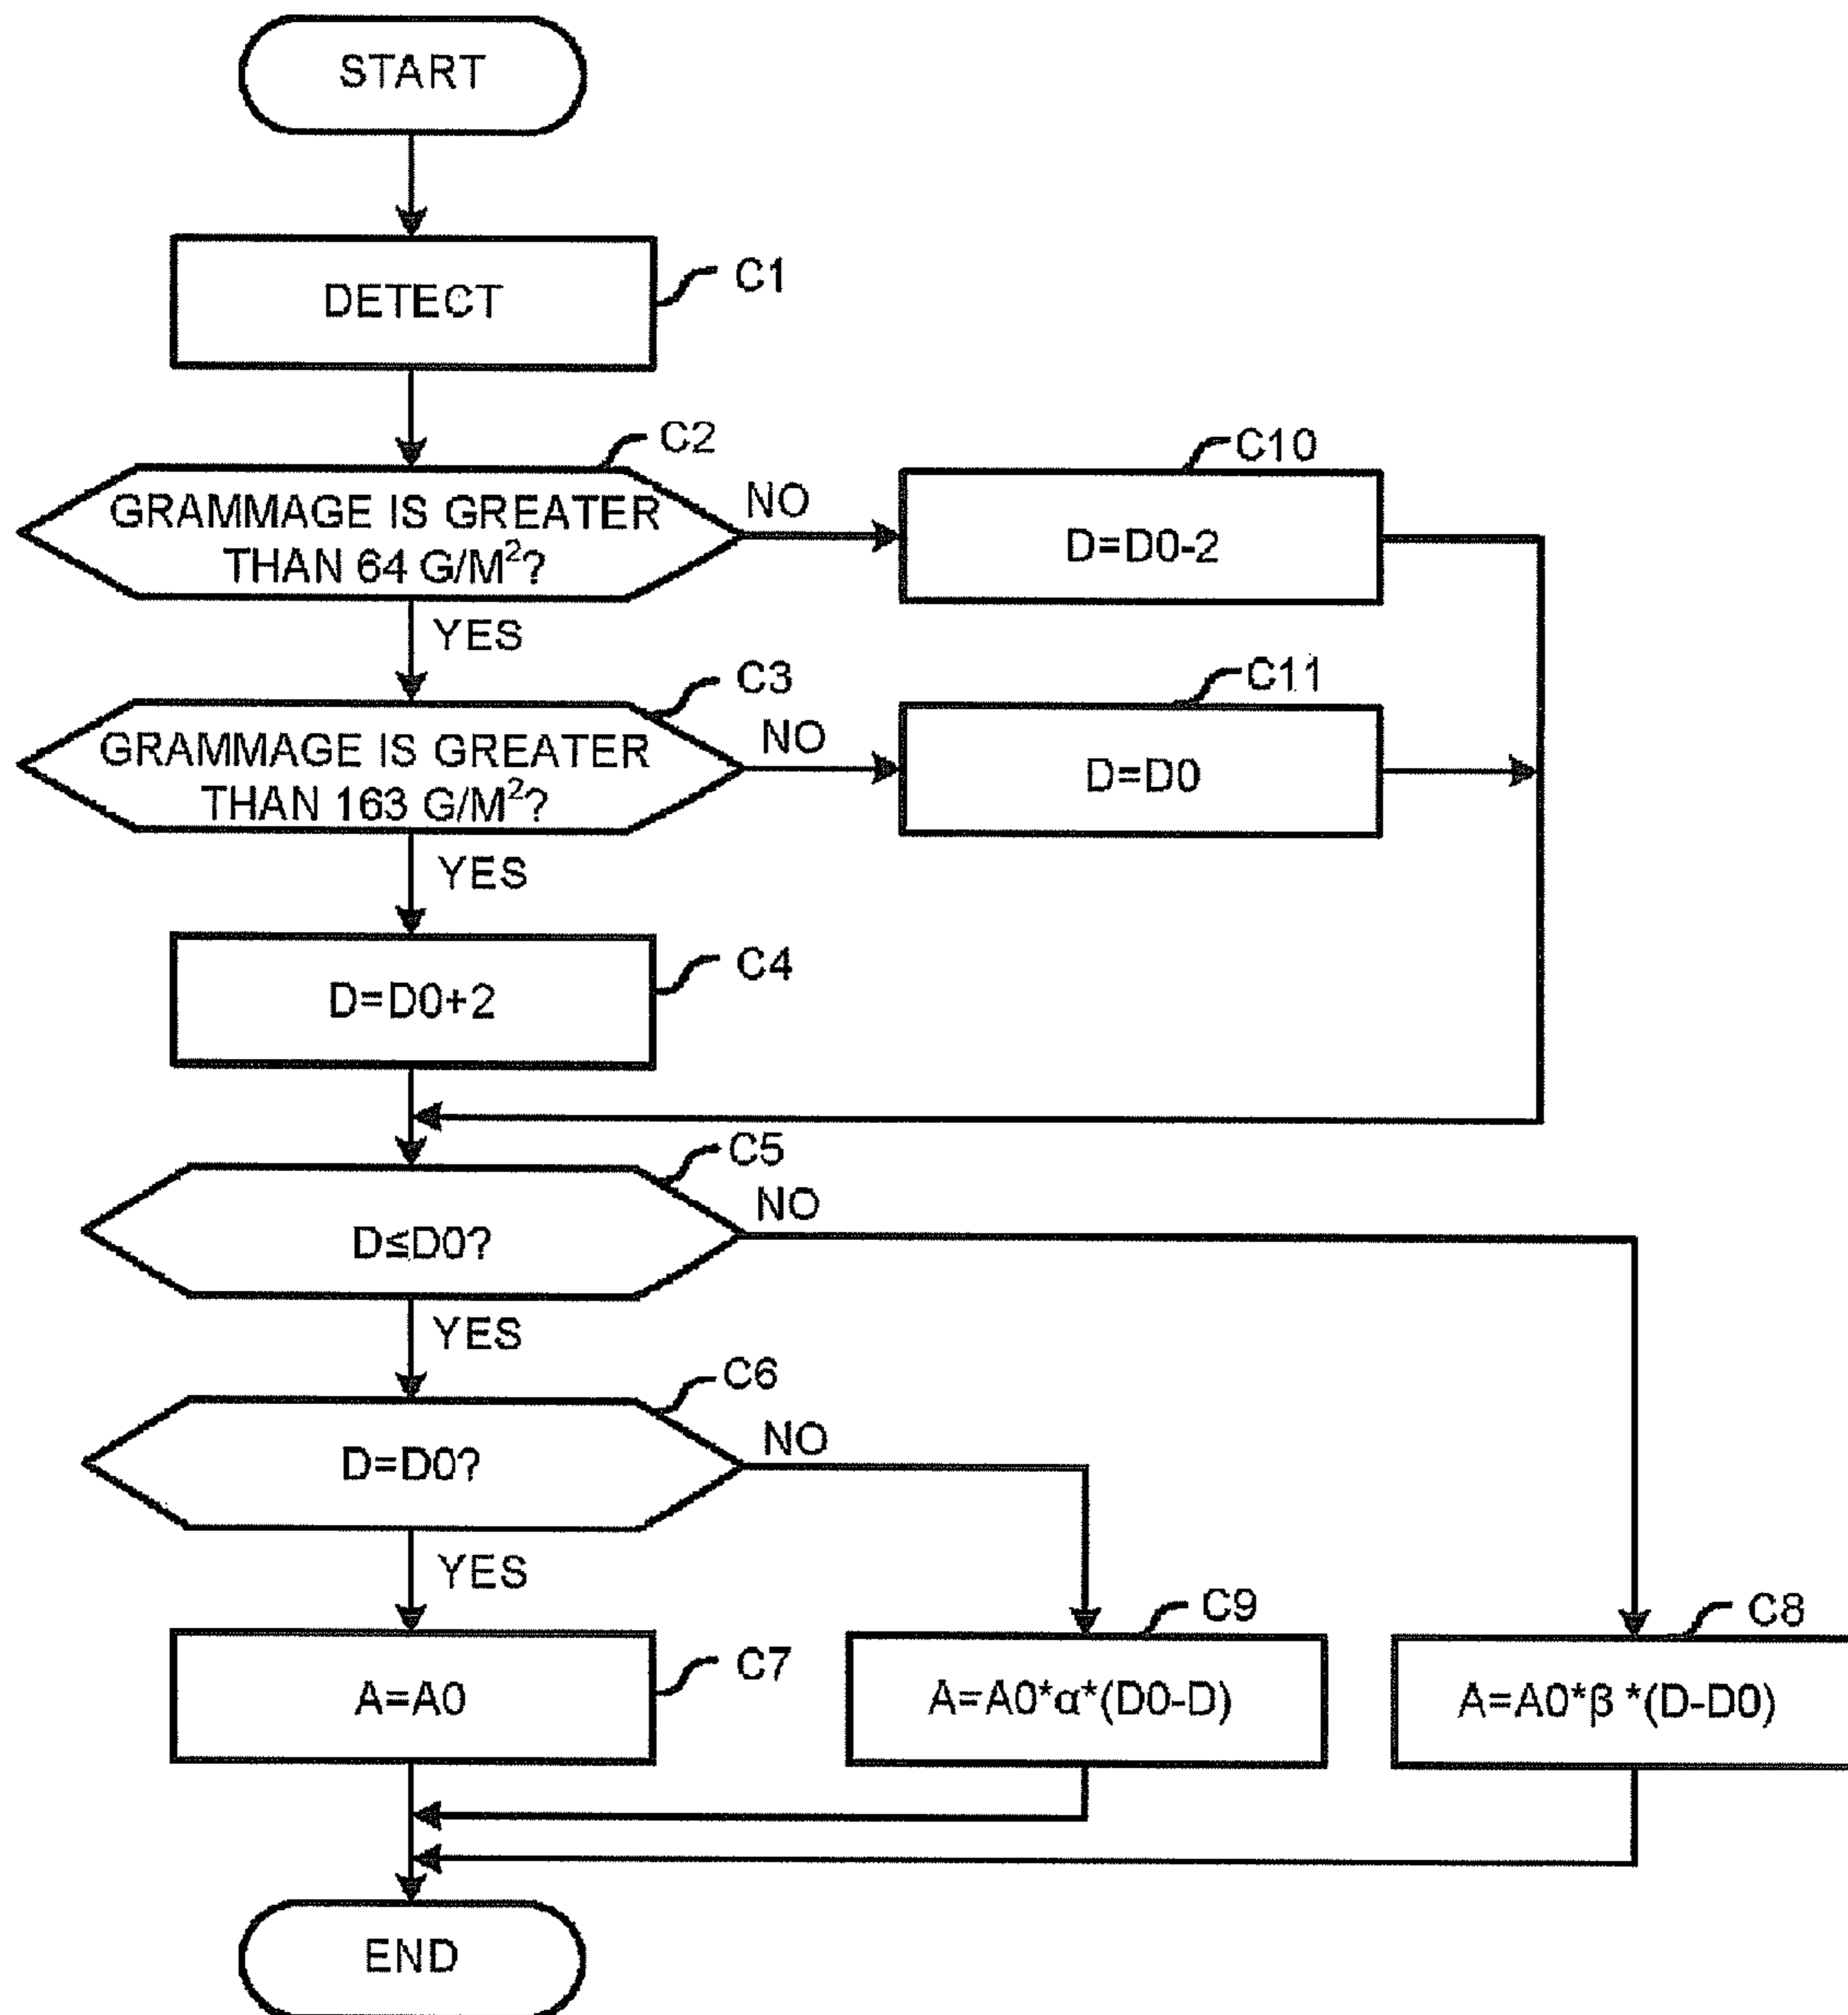 START
DETECT
C1
C2
GRAMMAGE IS GREATER
THAN 64 G/M²?
NO
C10
D=D0-2
YES
C3
GRAMMAGE IS GREATER
THAN 163 G/M²?
NO
C11
D=D0
YES
C4
D=D0+2
C5
D≤D0?
NO
YES
C6
D=D0?
NO
YES
C7
A=A0
C9
A=A0*α*(D0-D)
C8
A=A0*β *(D-D0)
END